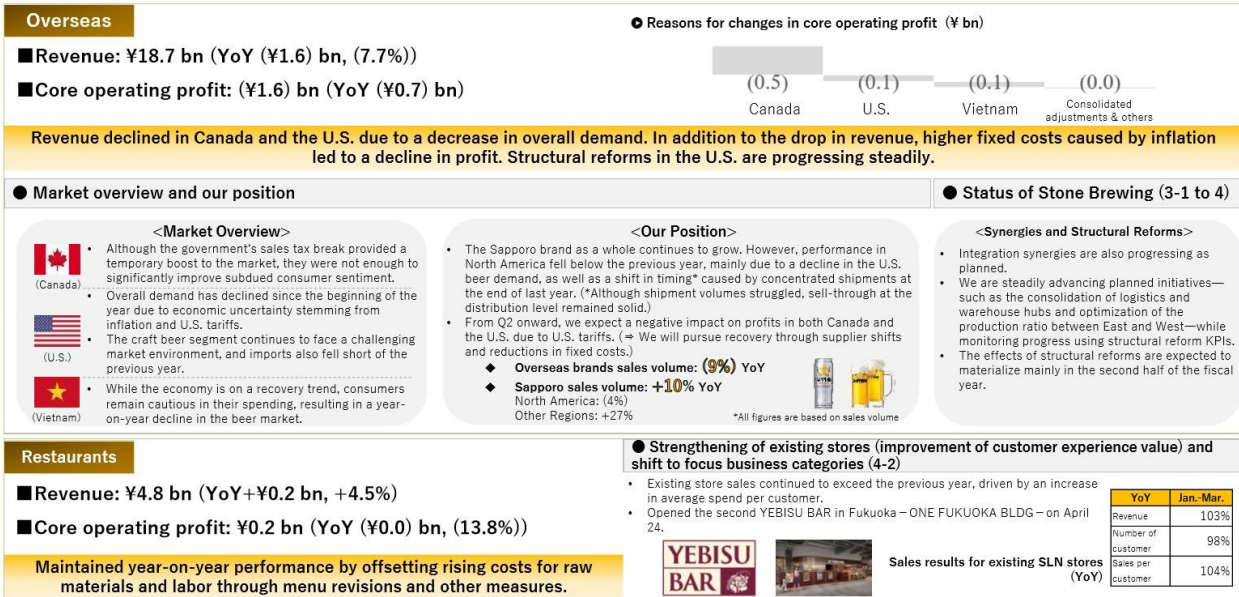 Overseas
■Revenue: ¥18.7 bn (YoY (¥1.6) bn, (7.7%))
■Core operating profit: (¥1.6) bn (YoY (¥0.7) bn)
Reasons for changes in core operating profit (¥ bn)
(0.5) (0.1) (0.1) (0.0)
Canada U.S. Vietnam Consolidated
adjustments & others
Revenue declined in Canada and the U.S. due to a decrease in overall demand. In addition to the drop in revenue, higher fixed costs caused by inflation
led to a decline in profit. Structural reforms in the U.S. are progressing steadily.
● Market overview and our position
<Market Overview>
(Canada)
• Although the government's sales tax break provided a
temporary boost to the market, they were not enough to
significantly improve subdued consumer sentiment.
(U.S.)
• Overall demand has declined since the beginning of the
year due to economic uncertainty stemming from
inflation and U.S. tariffs.
• The craft beer segment continues to face a challenging
market environment, and imports also fell short of the
previous year.
(Vietnam)
• While the economy is on a recovery trend, consumers
remain cautious in their spending, resulting in a year-
on-year decline in the beer market.
<Our Position>
• The Sapporo brand as a whole continues to grow. However, performance in
North America fell below the previous year, mainly due to a decline in the U.S.
beer demand, as well as a shift in timing* caused by concentrated shipments at
the end of last year. (*Although shipment volumes struggled, sell-through at the
distribution level remained solid.)
• From Q2 onward, we expect a negative impact on profits in both Canada and
the U.S. due to U.S. tariffs. (⇒ We will pursue recovery through supplier shifts
and reductions in fixed costs.)
◆ Overseas brands sales volume: (9%) YoY
◆ Sapporo sales volume: +10% YoY
North America: (4%)
Other Regions: +27%
*All figures are based on sales volume
● Status of Stone Brewing (3-1 to 4)
<Synergies and Structural Reforms>
• Integration synergies are also progressing as
planned.
• We are steadily advancing planned initiatives—
such as the consolidation of logistics and
warehouse hubs and optimization of the
production ratio between East and West—while
monitoring progress using structural reform KPIs.
• The effects of structural reforms are expected to
materialize mainly in the second half of the fiscal
year.
Restaurants
■Revenue: ¥4.8 bn (YoY+¥0.2 bn, +4.5%)
■Core operating profit: ¥0.2 bn (YoY (¥0.0) bn, (13.8%))
Maintained year-on-year performance by offsetting rising costs for raw
materials and labor through menu revisions and other measures.
● Strengthening of existing stores (improvement of customer experience value) and
shift to focus business categories (4-2)
• Existing store sales continued to exceed the previous year, driven by an increase
in average spend per customer.
• Opened the second YEBISU BAR in Fukuoka – ONE FUKUOKA BLDG – on April
24.
YEBISU
BAR
Sales results for existing SLN stores
(YoY)
YoY Jan.-Mar.
Revenue 103%
Number of
customer 98%
Sales per
customer 104%